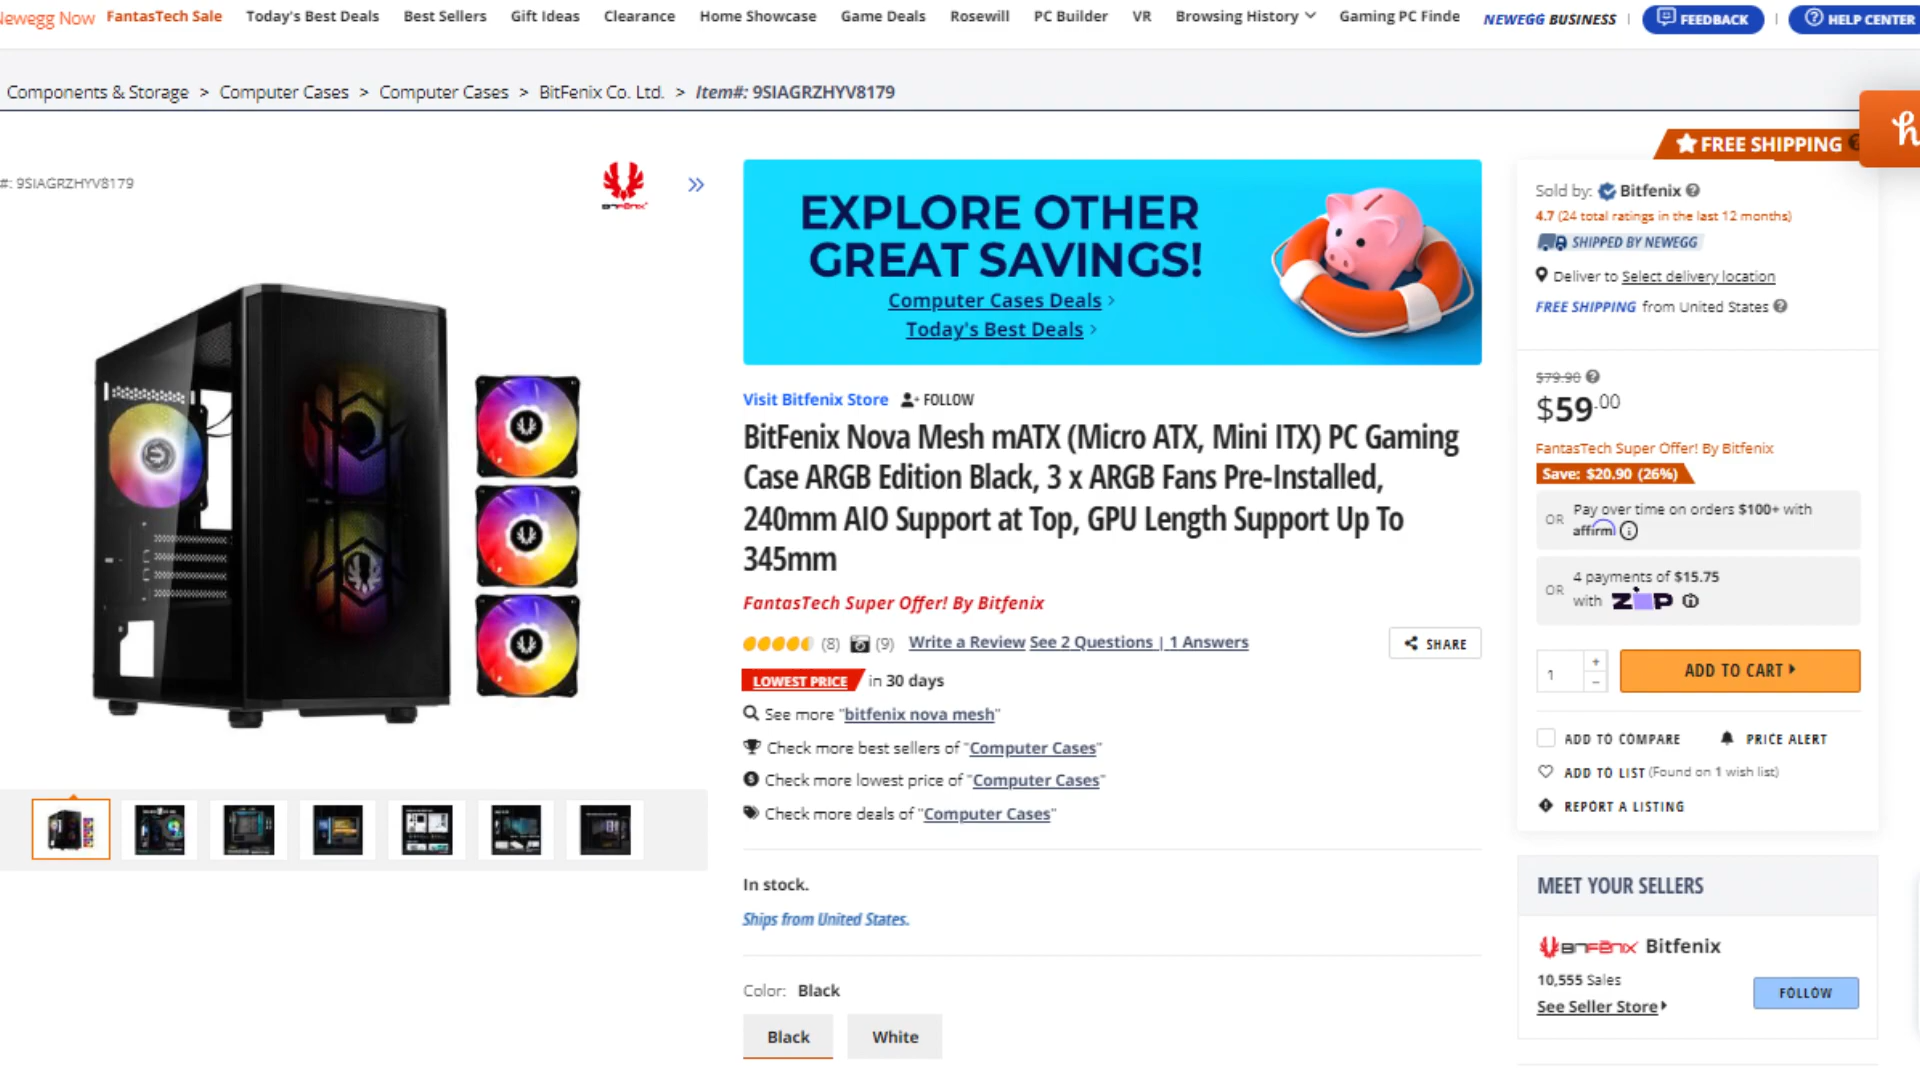 Newegg Now FantasTech Sale Today's Best Deals Best Sellers Gift Ideas Clearance Home Showcase Game Deals Rosewill PC Builder VR Browsing History Gaming PC Finde NEWEGG BUSINESS FEEDBACK HELP CENTER
Components & Storage > Computer Cases > Computer Cases > BitFenix Co. Ltd. > Item#: 9SIAGRZHYV8179
FREE SHIPPING
#: 9SIAGRZHYV8179
BITFENIX
EXPLORE OTHER
GREAT SAVINGS!
Computer Cases Deals
Today's Best Deals
Visit Bitfenix Store FOLLOW
BitFenix Nova Mesh mATX (Micro ATX, Mini ITX) PC Gaming
Case ARGB Edition Black, 3 x ARGB Fans Pre-Installed,
240mm AIO Support at Top, GPU Length Support Up To
345mm
FantasTech Super Offer! By Bitfenix
(8) (9) Write a Review See 2 Questions | 1 Answers
SHARE
LOWEST PRICE in 30 days
See more "bitfenix nova mesh"
Check more best sellers of "Computer Cases"
Check more lowest price of "Computer Cases"
Check more deals of "Computer Cases"
In stock.
Ships from United States.
Color: Black
Black White
Sold by: Bitfenix
4.7 (24 total ratings in the last 12 months)
SHIPPED BY NEWEGG
Deliver to Select delivery location
FREE SHIPPING from United States
$79.90
$59.00
FantasTech Super Offer! By Bitfenix
Save: $20.90 (26%)
OR Pay over time on orders $100+ with
affirm
OR 4 payments of $15.75
with ZIP
1 + − ADD TO CART
ADD TO COMPARE PRICE ALERT
ADD TO LIST (Found on 1 wish list)
REPORT A LISTING
MEET YOUR SELLERS
BITFENIX Bitfenix
10,555 Sales
See Seller Store
FOLLOW